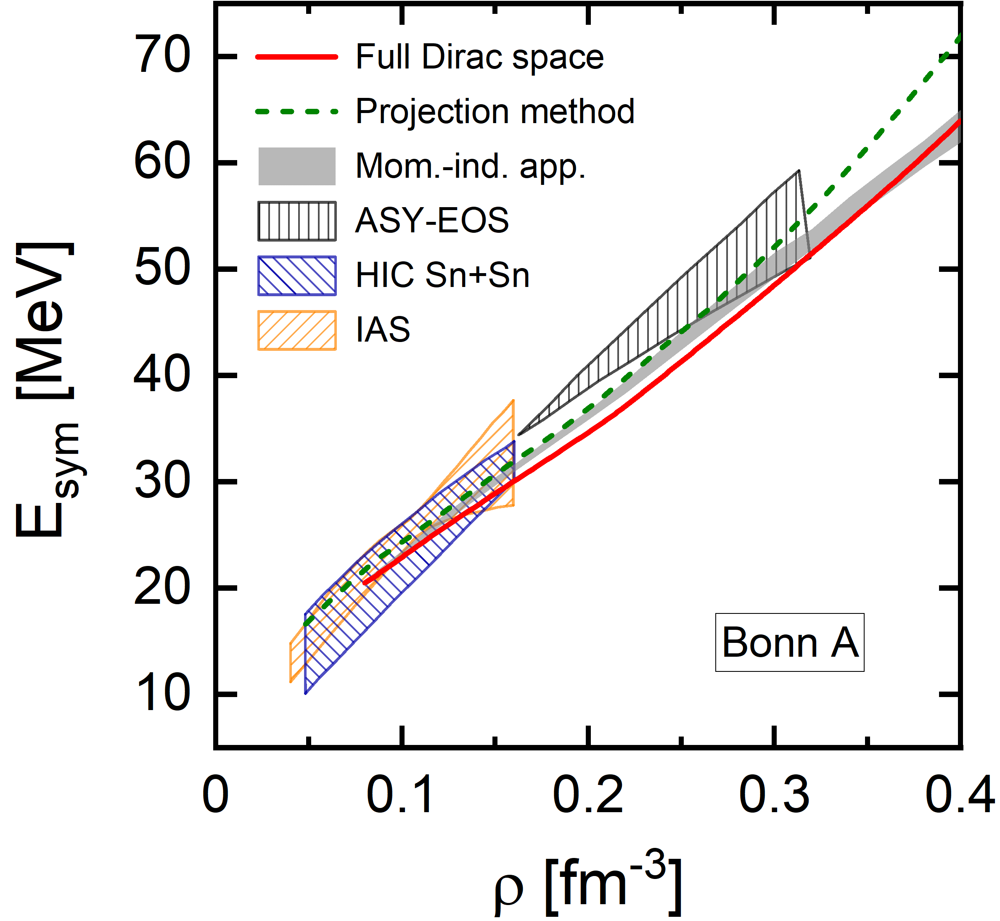 70
60
50
40
30
20
10
E_sym [MeV]
Full Dirac space
Projection method
Mom.-ind. app.
ASY-EOS
HIC Sn+Sn
IAS
Bonn A
0 0.1 0.2 0.3 0.4
ρ [fm⁻³]